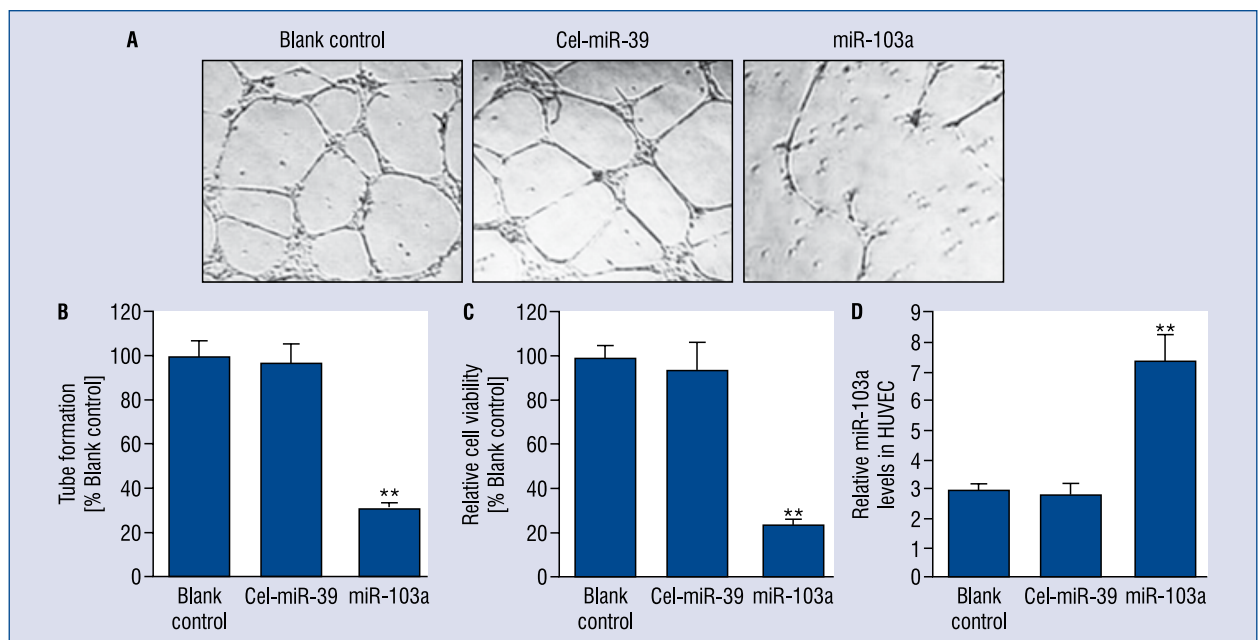 A
Blank control
Cel-miR-39
miR-103a
B
120
100
80
60
40
20
0
Tube formation
[% Blank control]
**
Blank
control
Cel-miR-39
miR-103a
C
120
100
80
60
40
20
0
Relative cell viability
[% Blank control]
**
Blank
control
Cel-miR-39
miR-103a
D
9
8
7
6
5
4
3
2
1
0
Relative miR-103a
levels in HUVEC
**
Blank
control
Cel-miR-39
miR-103a